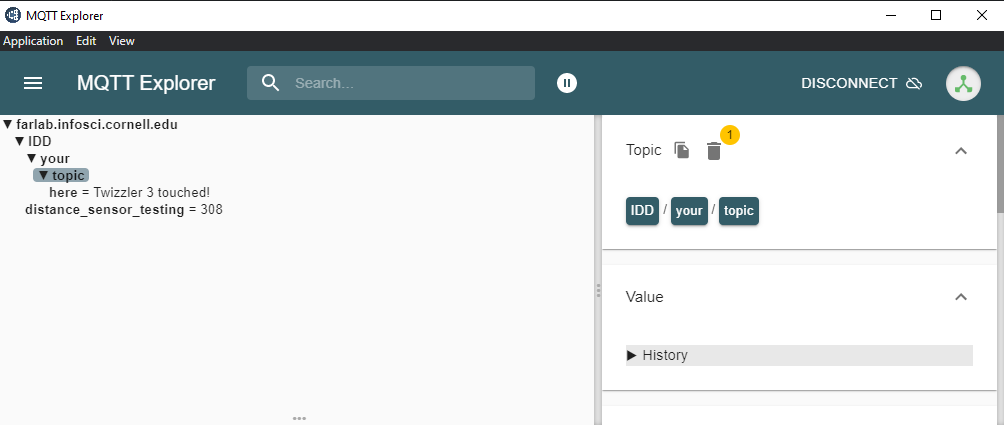 MQTT Explorer
Application Edit View
MQTT Explorer Search... DISCONNECT
▼ farlab.infosci.cornell.edu
▼ IDD
▼ your
▼ topic
here = Twizzler 3 touched!
distance_sensor_testing = 308
Topic 1
IDD / your / topic
Value
▶ History